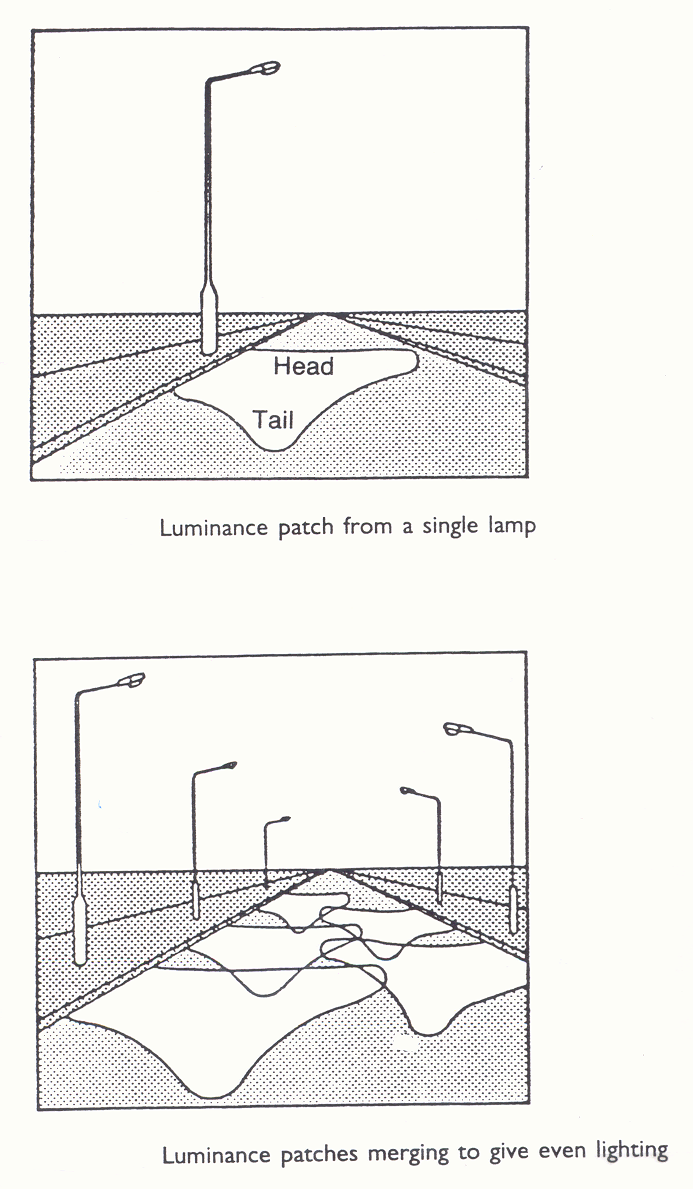 Head
Tail
Luminance patch from a single lamp
Luminance patches merging to give even lighting